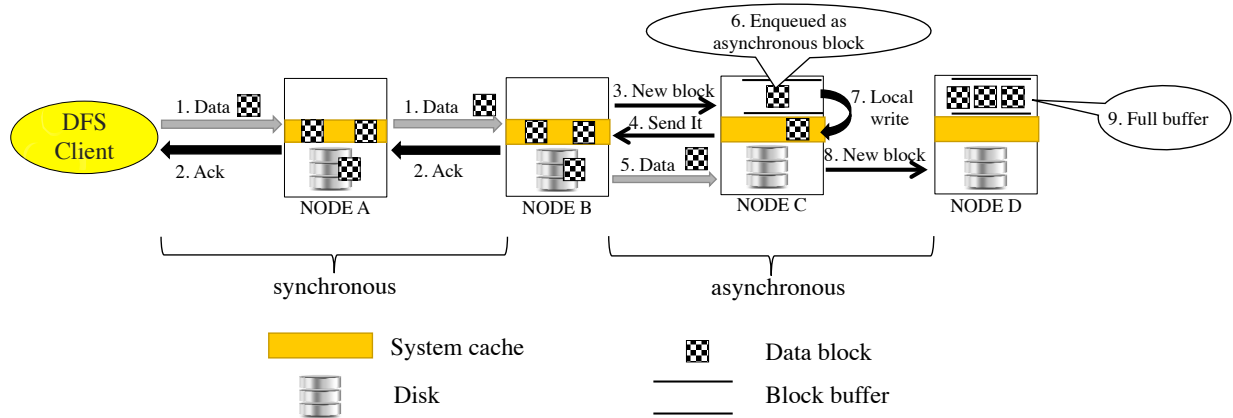 6. Enqueued as
asynchronous block
DFS
Client
1. Data
2. Ack
NODE A
1. Data
2. Ack
NODE B
3. New block
4. Send It
5. Data
NODE C
7. Local
write
8. New block
NODE D
9. Full buffer
synchronous
asynchronous
System cache
Data block
Disk
Block buffer